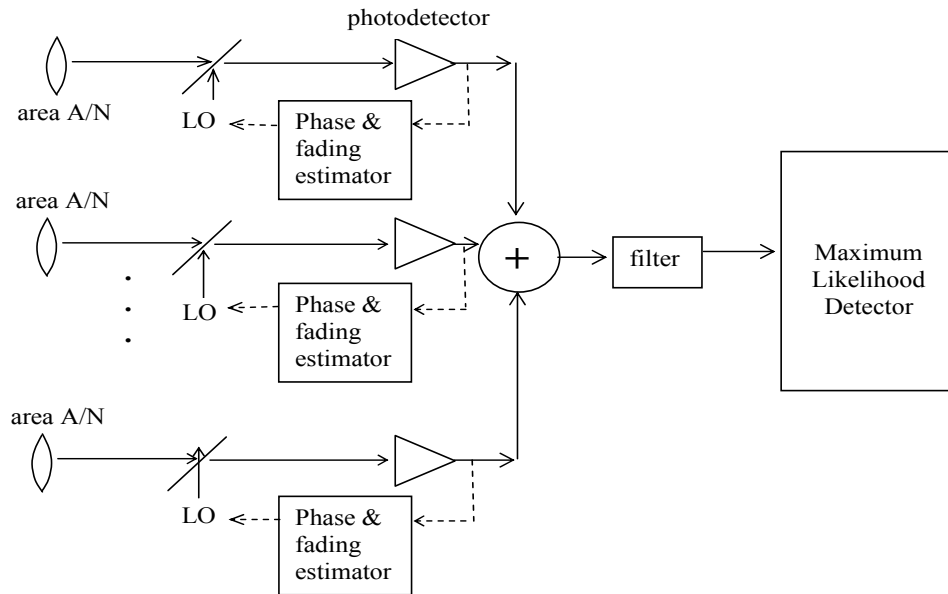 photodetector
area A/N
LO
Phase &
fading
estimator
area A/N
LO
Phase &
fading
estimator
+
filter
Maximum
Likelihood
Detector
area A/N
LO
Phase &
fading
estimator